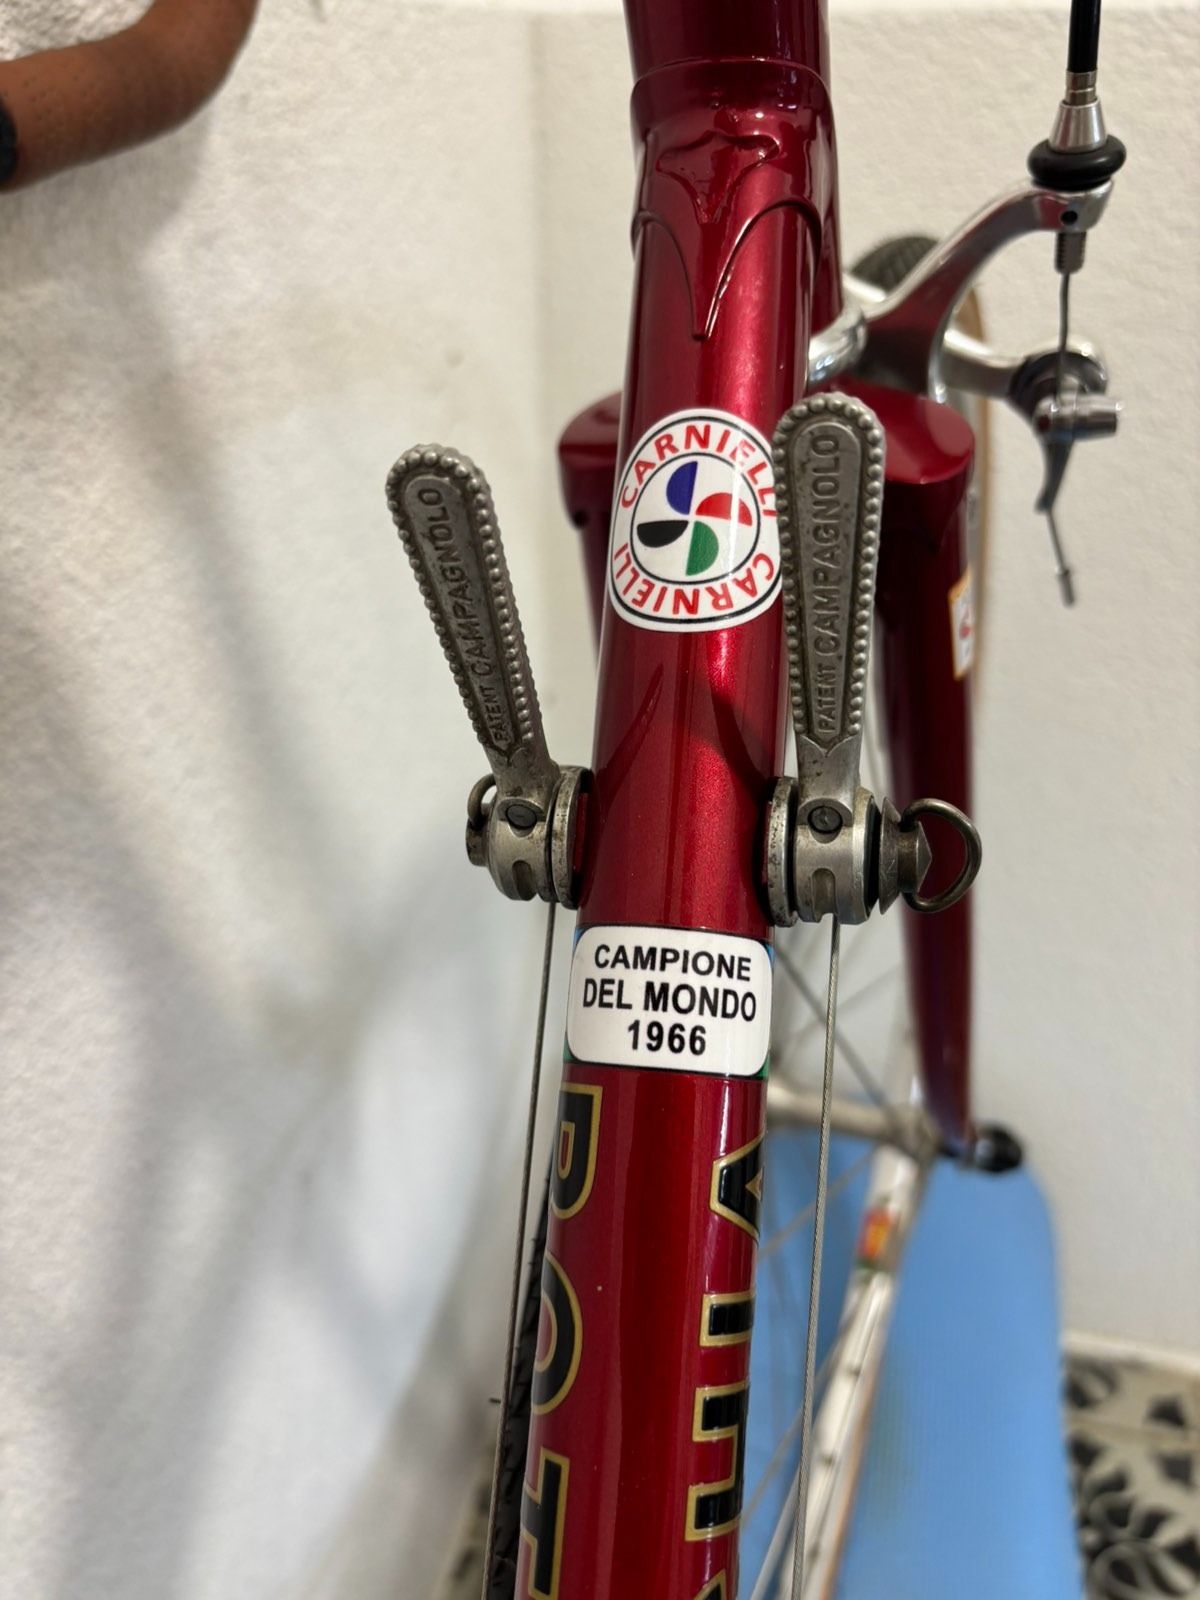 CARNIELLI
CARNIELLI
PATENT CAMPAGNOLO
PATENT CAMPAGNOLO
CAMPIONE
DEL MONDO
1966